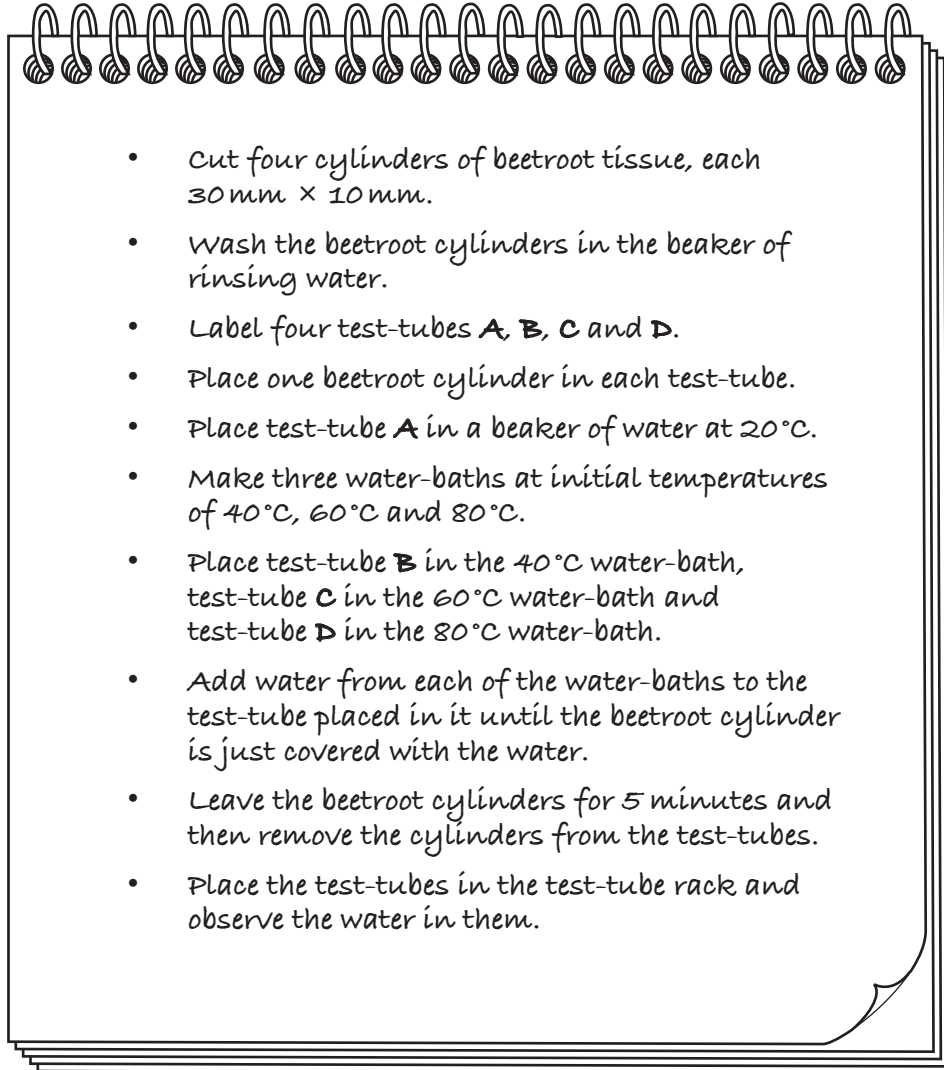 • Cut four cylinders of beetroot tissue, each
30 mm × 10 mm.
• Wash the beetroot cylinders in the beaker of
rinsing water.
• Label four test-tubes A, B, C and D.
• Place one beetroot cylinder in each test-tube.
• Place test-tube A in a beaker of water at 20 °C.
• Make three water-baths at initial temperatures
of 40 °C, 60 °C and 80 °C.
• Place test-tube B in the 40 °C water-bath,
test-tube C in the 60 °C water-bath and
test-tube D in the 80 °C water-bath.
• Add water from each of the water-baths to the
test-tube placed in it until the beetroot cylinder
is just covered with the water.
• Leave the beetroot cylinders for 5 minutes and
then remove the cylinders from the test-tubes.
• Place the test-tubes in the test-tube rack and
observe the water in them.